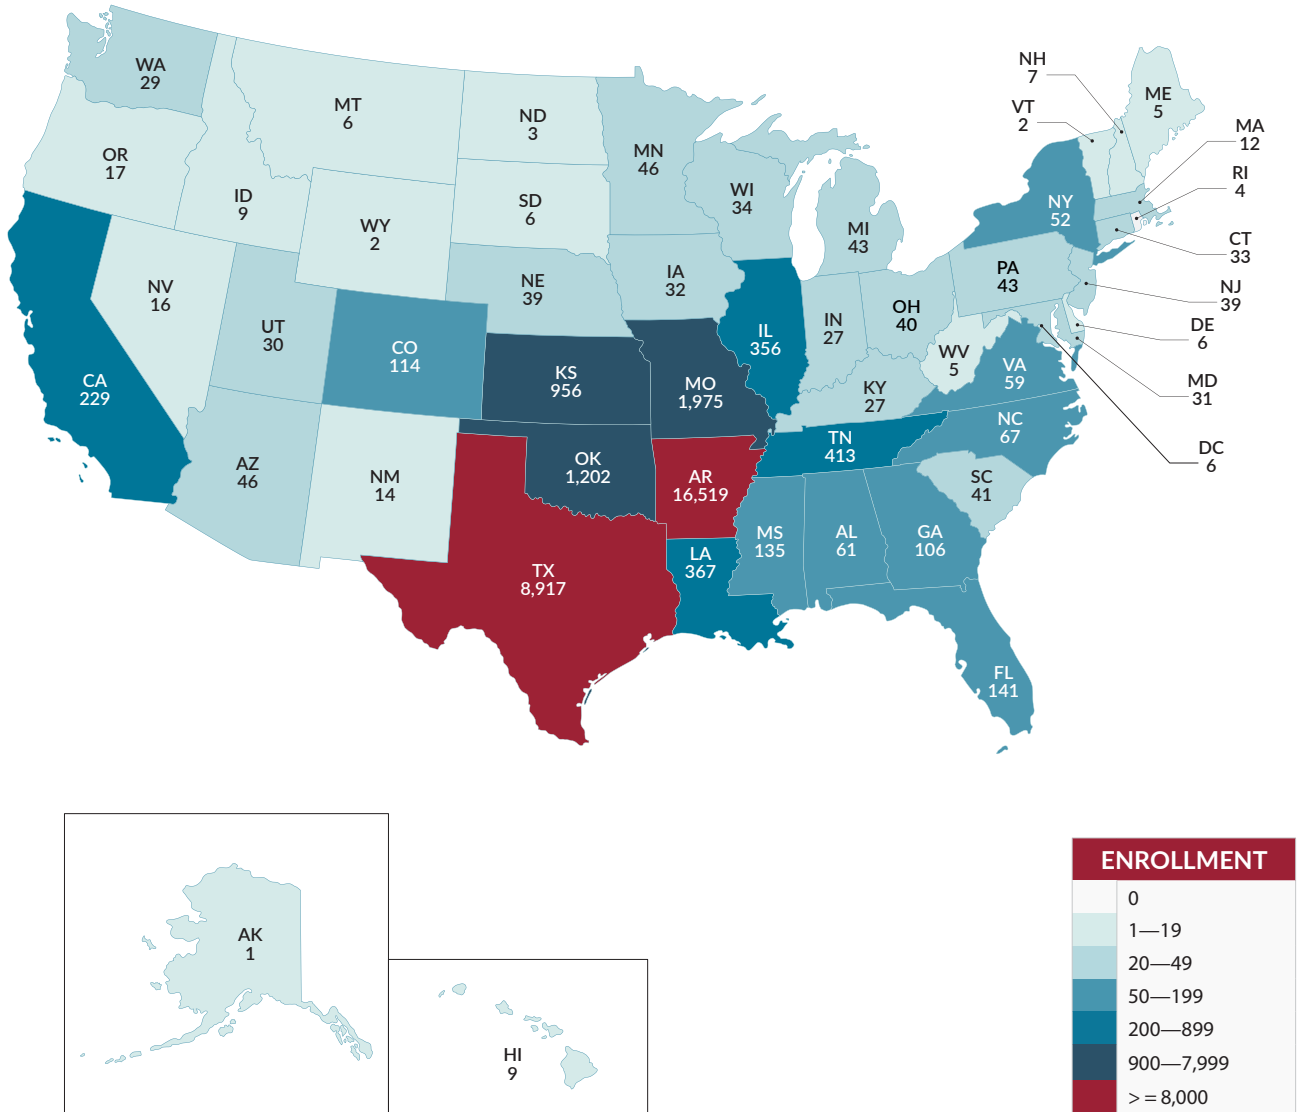 WA
29
OR
17
CA
229
NV
16
ID
9
MT
6
WY
2
UT
30
AZ
46
CO
114
NM
14
ND
3
SD
6
NE
39
KS
956
OK
1,202
TX
8,917
MN
46
IA
32
MO
1,975
AR
16,519
LA
367
WI
34
IL
356
MI
43
IN
27
OH
40
KY
27
TN
413
MS
135
AL
61
GA
106
FL
141
SC
41
NC
67
VA
59
WV
5
PA
43
NY
52
NH
7
VT
2
ME
5
MA
12
RI
4
CT
33
NJ
39
DE
6
MD
31
DC
6
AK
1
HI
9
ENROLLMENT
0
1—19
20—49
50—199
200—899
900—7,999
> = 8,000